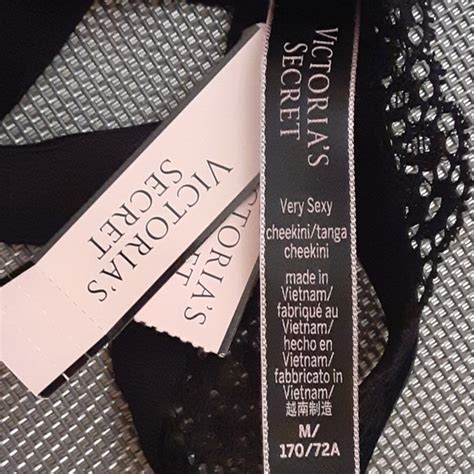 VICTORIA'S
SECRET
Very Sexy
cheekini/tanga
cheekini
made in
Vietnam/
fabriqué au
Vietnam/
hecho en
Vietnam/
fabbricato in
Vietnam/
越南制造
M/
170/72A
VICTORIA'S
SECRET
VICTORIA'S
SECRET